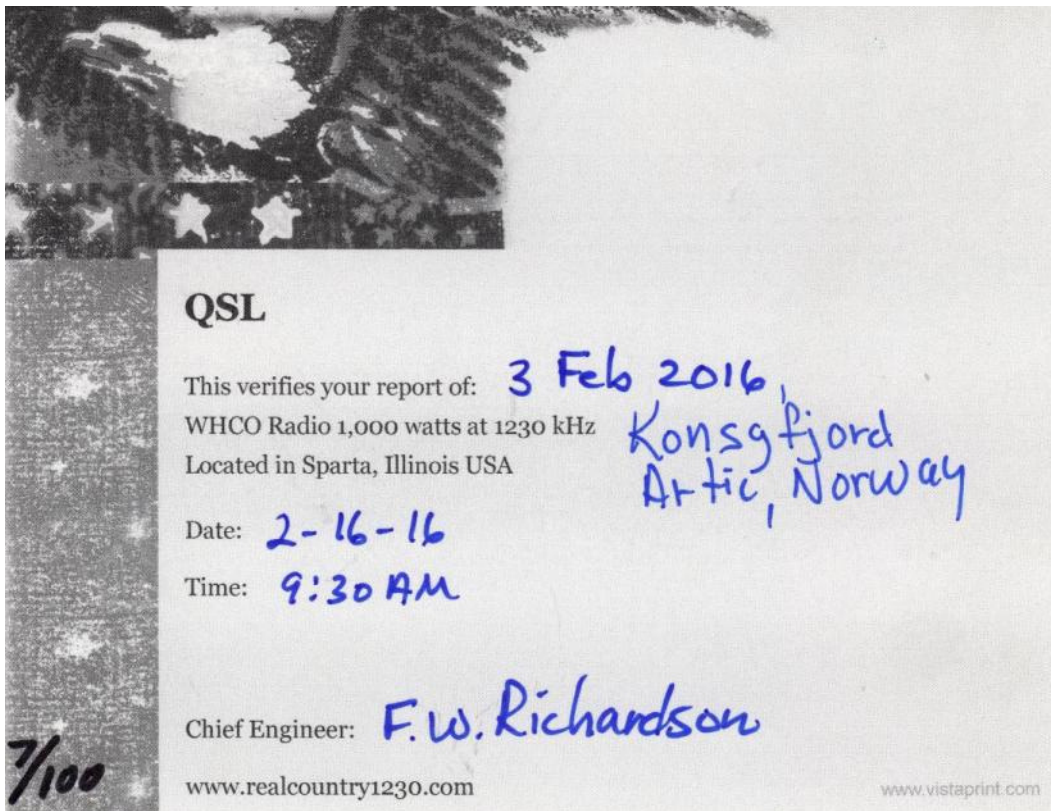 QSL
This verifies your report of: 3 Feb 2016,
WHCO Radio 1,000 watts at 1230 kHz
Konsgfjord
Located in Sparta, Illinois USA
Artic, Norway
Date: 2-16-16
Time: 9:30 AM
Chief Engineer: F.W. Richardson
7/100
www.realcountry1230.com
www.vistaprint.com